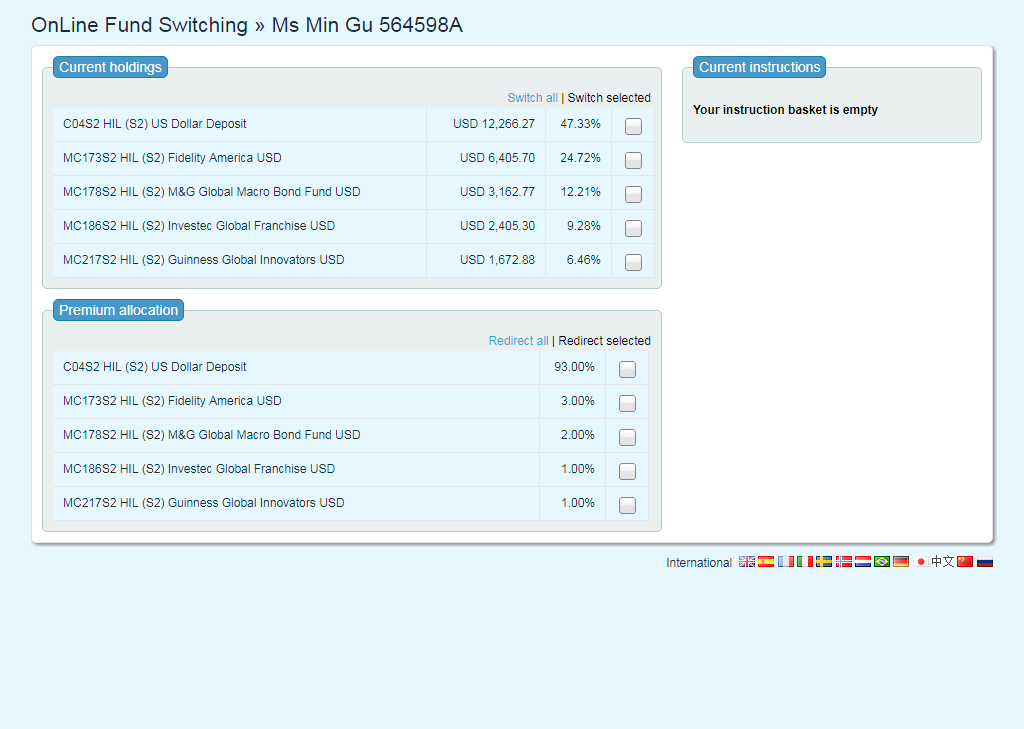 OnLine Fund Switching » Ms Min Gu 564598A
Current holdings
Switch all | Switch selected
C04S2 HIL (S2) US Dollar Deposit USD 12,266.27 47.33%
MC173S2 HIL (S2) Fidelity America USD USD 6,405.70 24.72%
MC178S2 HIL (S2) M&G Global Macro Bond Fund USD USD 3,162.77 12.21%
MC186S2 HIL (S2) Investec Global Franchise USD USD 2,405.30 9.28%
MC217S2 HIL (S2) Guinness Global Innovators USD USD 1,672.88 6.46%
Premium allocation
Redirect all | Redirect selected
C04S2 HIL (S2) US Dollar Deposit 93.00%
MC173S2 HIL (S2) Fidelity America USD 3.00%
MC178S2 HIL (S2) M&G Global Macro Bond Fund USD 2.00%
MC186S2 HIL (S2) Investec Global Franchise USD 1.00%
MC217S2 HIL (S2) Guinness Global Innovators USD 1.00%
Current instructions
Your instruction basket is empty
International 中文